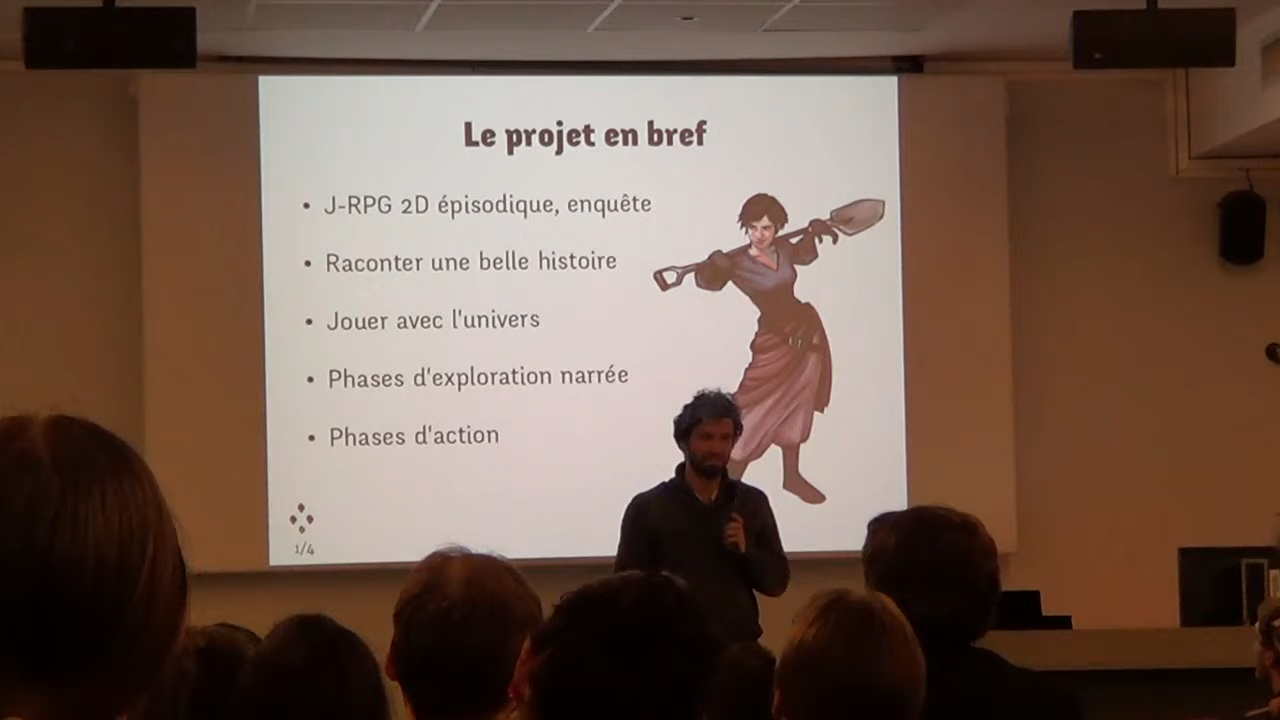 Le projet en bref
• J-RPG 2D épisodique, enquête
• Raconter une belle histoire
• Jouer avec l'univers
• Phases d'exploration narrée
• Phases d'action
1/4